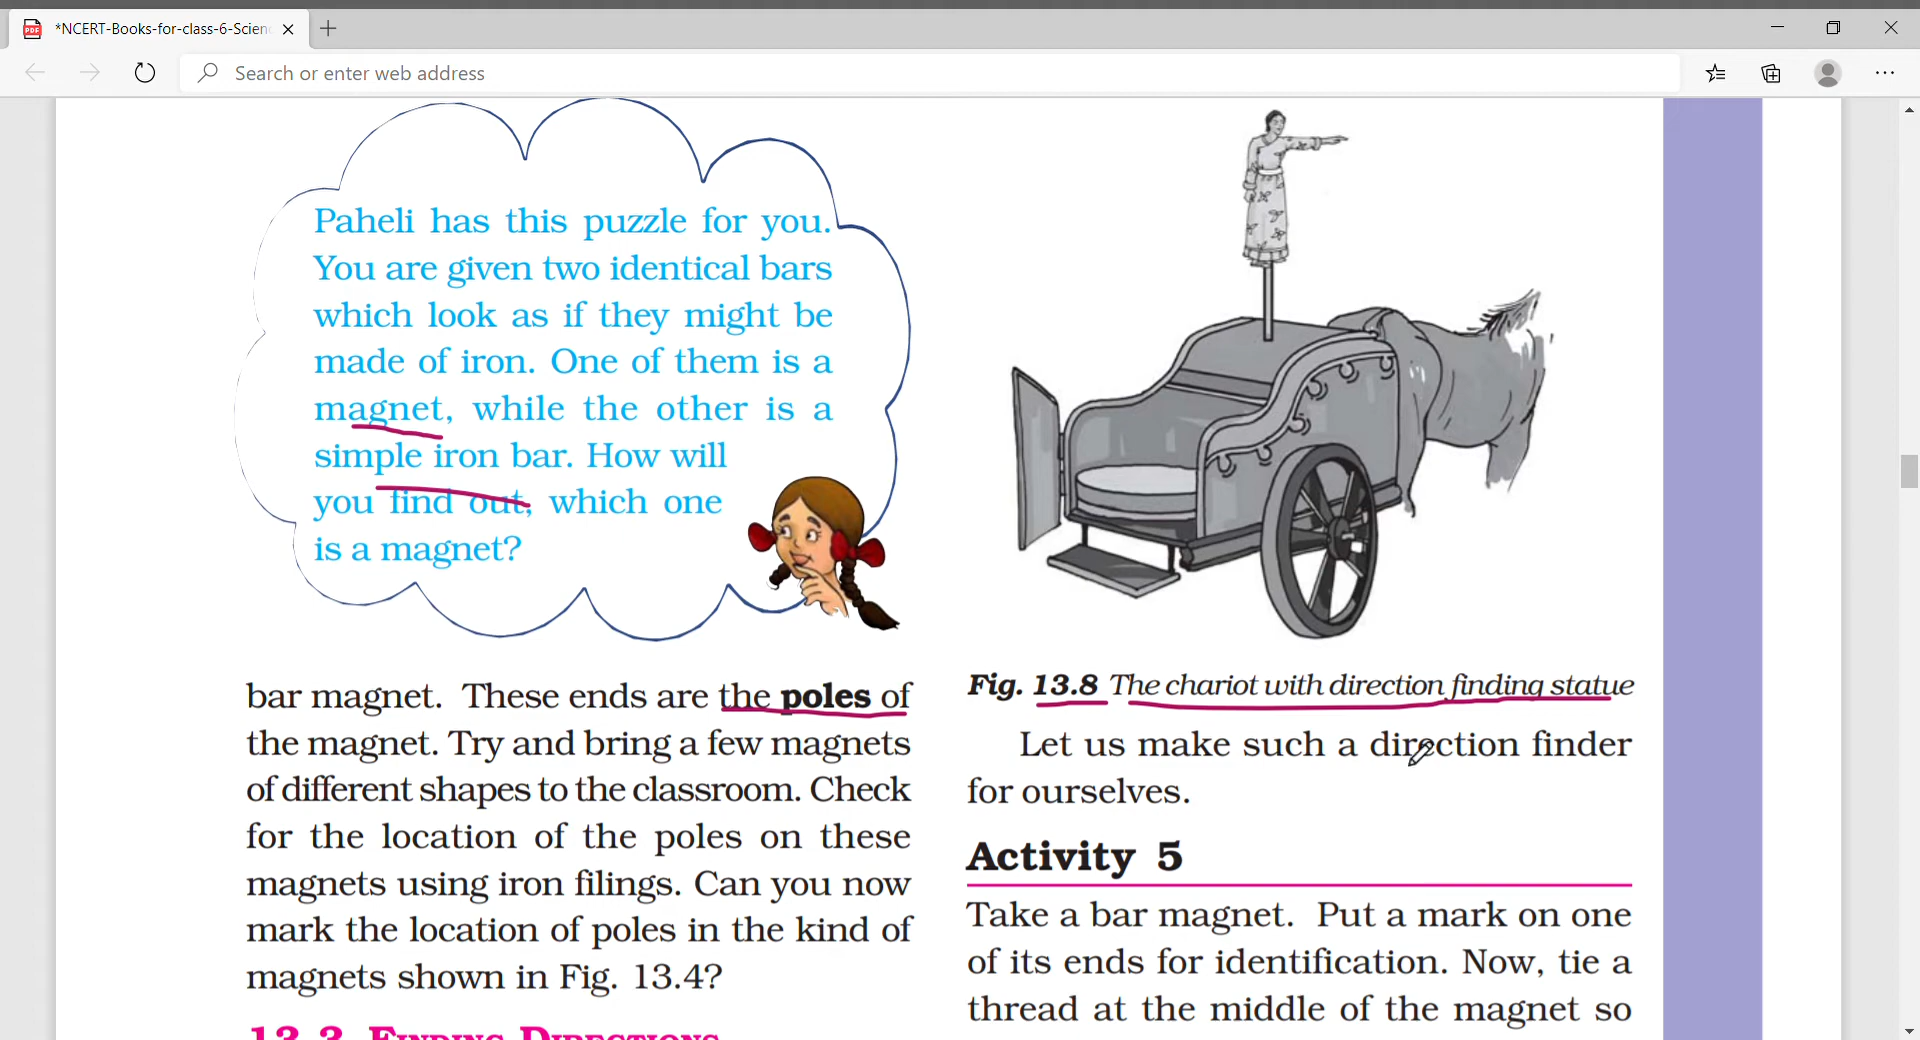 *NCERT-Books-for-class-6-Scien
Search or enter web address
Paheli has this puzzle for you.
You are given two identical bars
which look as if they might be
made of iron. One of them is a
magnet, while the other is a
simple iron bar. How will
you find out, which one
is a magnet?
bar magnet. These ends are the poles of
the magnet. Try and bring a few magnets
of different shapes to the classroom. Check
for the location of the poles on these
magnets using iron filings. Can you now
mark the location of poles in the kind of
magnets shown in Fig. 13.4?
13.3 FINDING DIRECTIONS
Fig. 13.8 The chariot with direction finding statue
Let us make such a direction finder
for ourselves.
Activity 5
Take a bar magnet. Put a mark on one
of its ends for identification. Now, tie a
thread at the middle of the magnet so